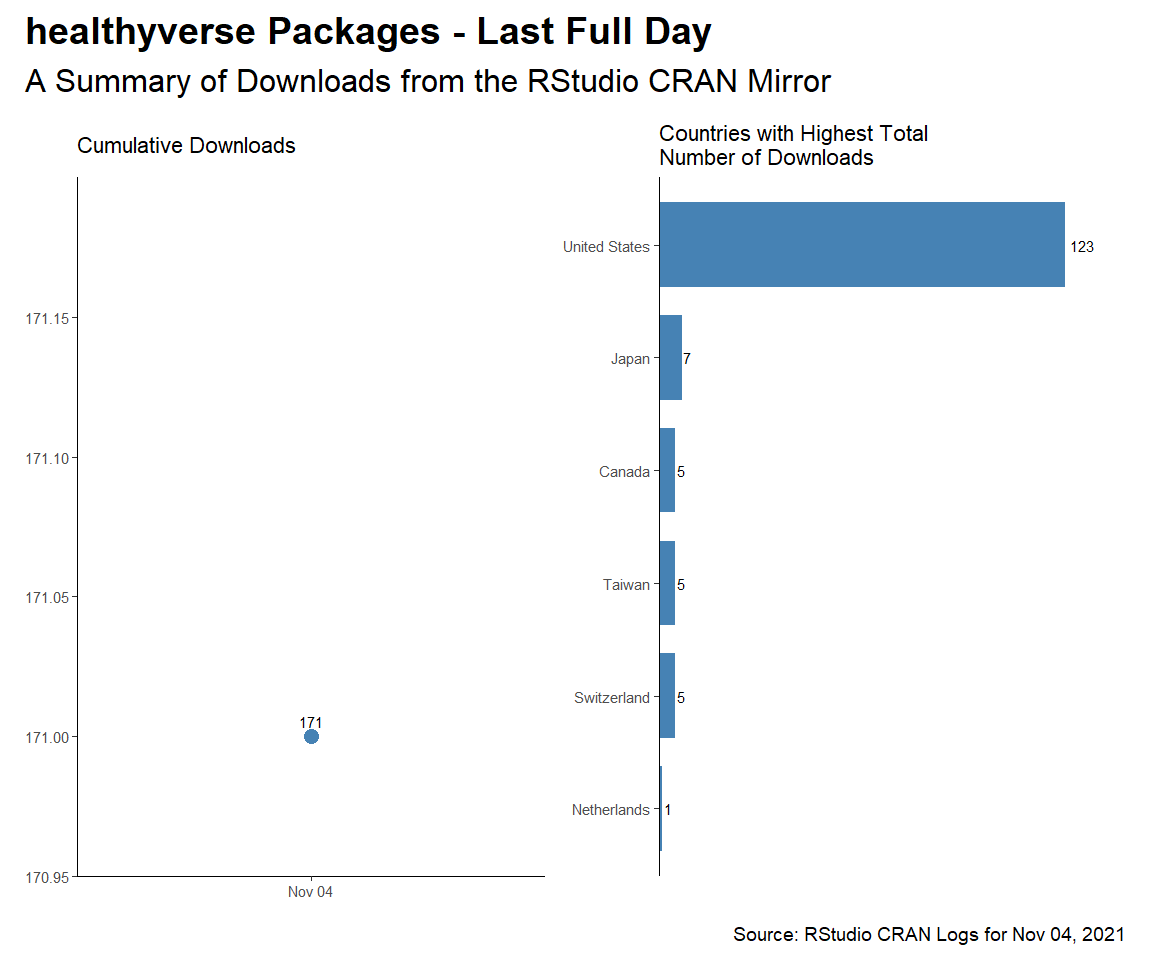 healthyverse Packages - Last Full Day
A Summary of Downloads from the RStudio CRAN Mirror
Cumulative Downloads
171.15
171.10
171.05
171.00
170.95
171
Nov 04
Countries with Highest Total
Number of Downloads
United States 123
Japan 7
Canada 5
Taiwan 5
Switzerland 5
Netherlands 1
Source: RStudio CRAN Logs for Nov 04, 2021